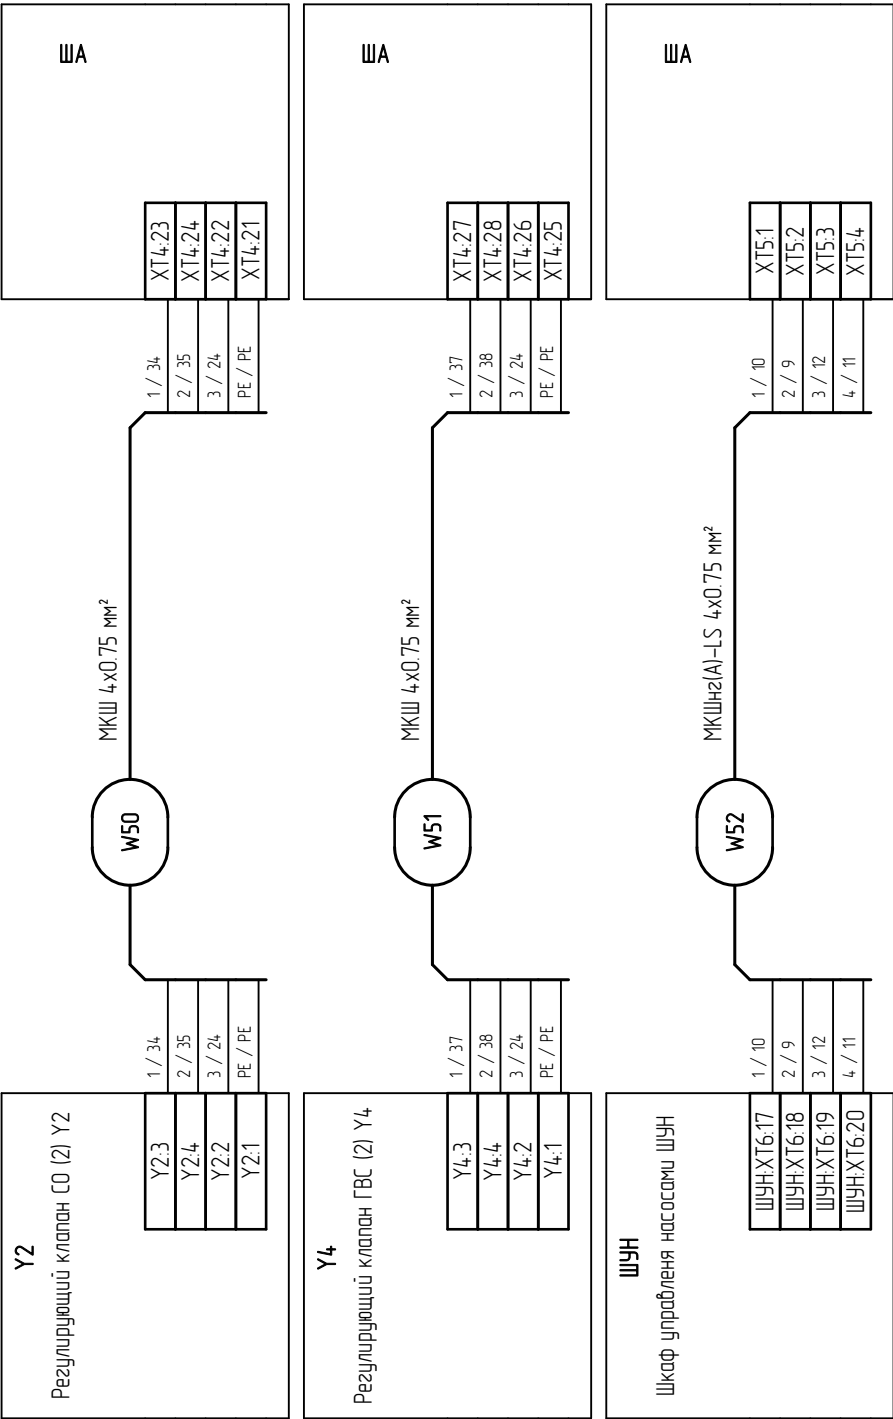 Y2
Регулирующий клапан СО (2) Y2
Y2:3
Y2:4
Y2:2
Y2:1
1 / 34
2 / 35
3 / 24
PE / PE
W50
МКШ 4х0.75 мм²
1 / 34
2 / 35
3 / 24
PE / PE
XT4:23
XT4:24
XT4:22
XT4:21
ША
Y4
Регулирующий клапан ГВС (2) Y4
Y4:3
Y4:4
Y4:2
Y4:1
1 / 37
2 / 38
3 / 24
PE / PE
W51
МКШ 4х0.75 мм²
1 / 37
2 / 38
3 / 24
PE / PE
XT4:27
XT4:28
XT4:26
XT4:25
ША
ШУН
Шкаф управленя насосами ШУН
ШУН:XT6:17
ШУН:XT6:18
ШУН:XT6:19
ШУН:XT6:20
1 / 10
2 / 9
3 / 12
4 / 11
W52
МКШнг(А)-LS 4х0.75 мм²
1 / 10
2 / 9
3 / 12
4 / 11
XT5:1
XT5:2
XT5:3
XT5:4
ША